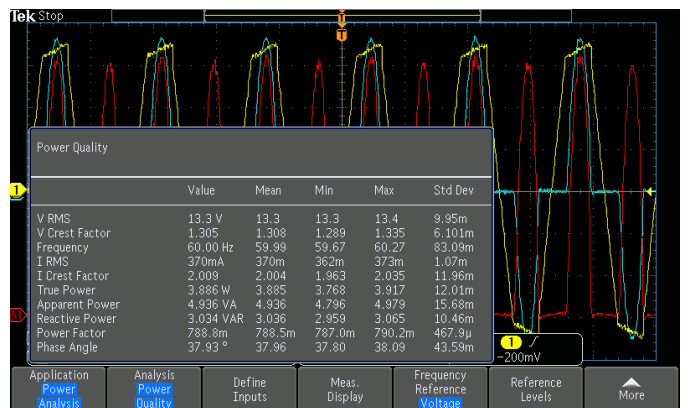 Tek Stop
T
T
Power Quality
Value Mean Min Max Std Dev
V RMS 13.3 V 13.3 13.3 13.4 9.95m
V Crest Factor 1.305 1.308 1.289 1.335 6.101m
Frequency 60.00 Hz 59.99 59.67 60.27 83.09m
I RMS 370mA 370m 362m 373m 1.07m
I Crest Factor 2.009 2.004 1.963 2.035 11.96m
True Power 3.886 W 3.885 3.768 3.917 12.01m
Apparent Power 4.936 VA 4.936 4.796 4.979 15.68m
Reactive Power 3.034 VAR 3.036 2.959 3.065 10.46m
Power Factor 788.8m 788.5m 787.0m 790.2m 467.9µ
Phase Angle 37.93 ° 37.96 37.80 38.09 43.59m
1
M
1
-200mV
Application
Power
Analysis
Analysis
Power
Quality
Define
Inputs
Meas.
Display
Frequency
Reference
Voltage
Reference
Levels
More